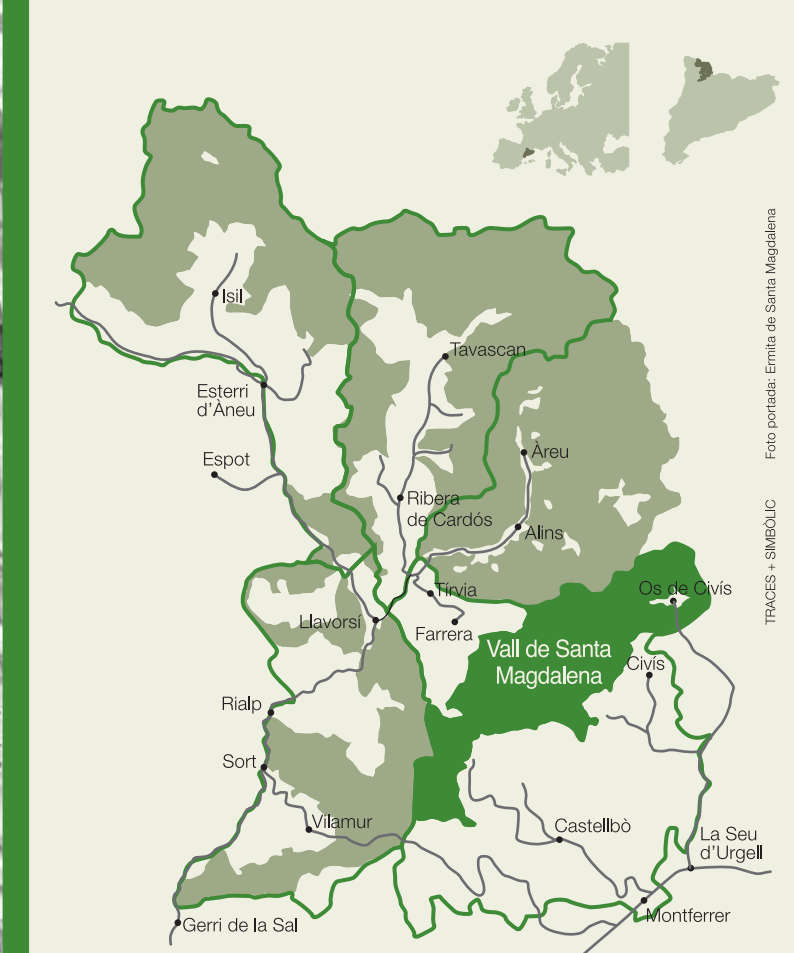 Isil
Tavascan
Esterri
d'Àneu
Espot
Àreu
Ribera
de Cardós
Alins
Os de Civís
Tírvia
Llavorsí
Farrera
Vall de Santa
Magdalena
Civís
Rialp
Sort
Vilamur
Castellbò
La Seu
d'Urgell
Montferrer
Gerri de la Sal
Foto portada: Ermita de Santa Magdalena
TRACES + SIMBÒLIC